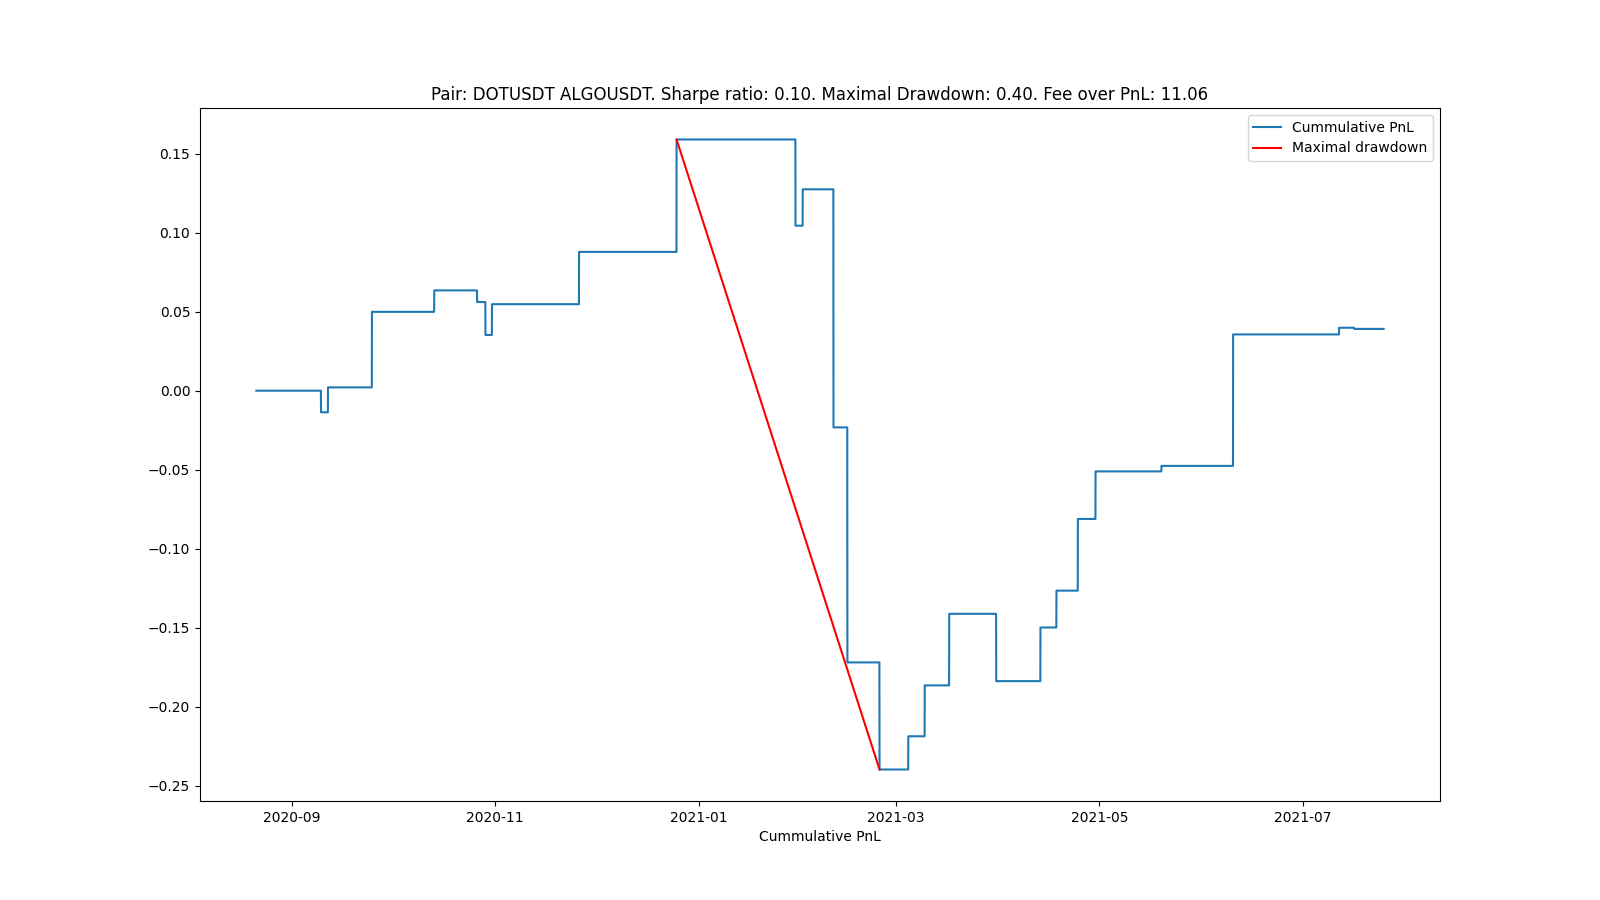 Pair: DOTUSDT ALGOUSDT. Sharpe ratio: 0.10. Maximal Drawdown: 0.40. Fee over PnL: 11.06
Cummulative PnL
Maximal drawdown
0.15
0.10
0.05
0.00
−0.05
−0.10
−0.15
−0.20
−0.25
2020-09 2020-11 2021-01 2021-03 2021-05 2021-07
Cummulative PnL